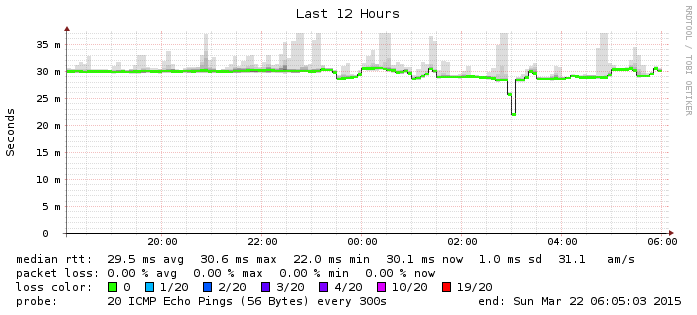 Last 12 Hours
RRDTOOL / TOBI OETIKER
Seconds
35 m
30 m
25 m
20 m
15 m
10 m
5 m
0
20:00 22:00 00:00 02:00 04:00 06:00
median rtt: 29.5 ms avg 30.6 ms max 22.0 ms min 30.1 ms now 1.0 ms sd 31.1 am/s
packet loss: 0.00 % avg 0.00 % max 0.00 % min 0.00 % now
loss color: 0 1/20 2/20 3/20 4/20 10/20 19/20
probe: 20 ICMP Echo Pings (56 Bytes) every 300s end: Sun Mar 22 06:05:03 2015